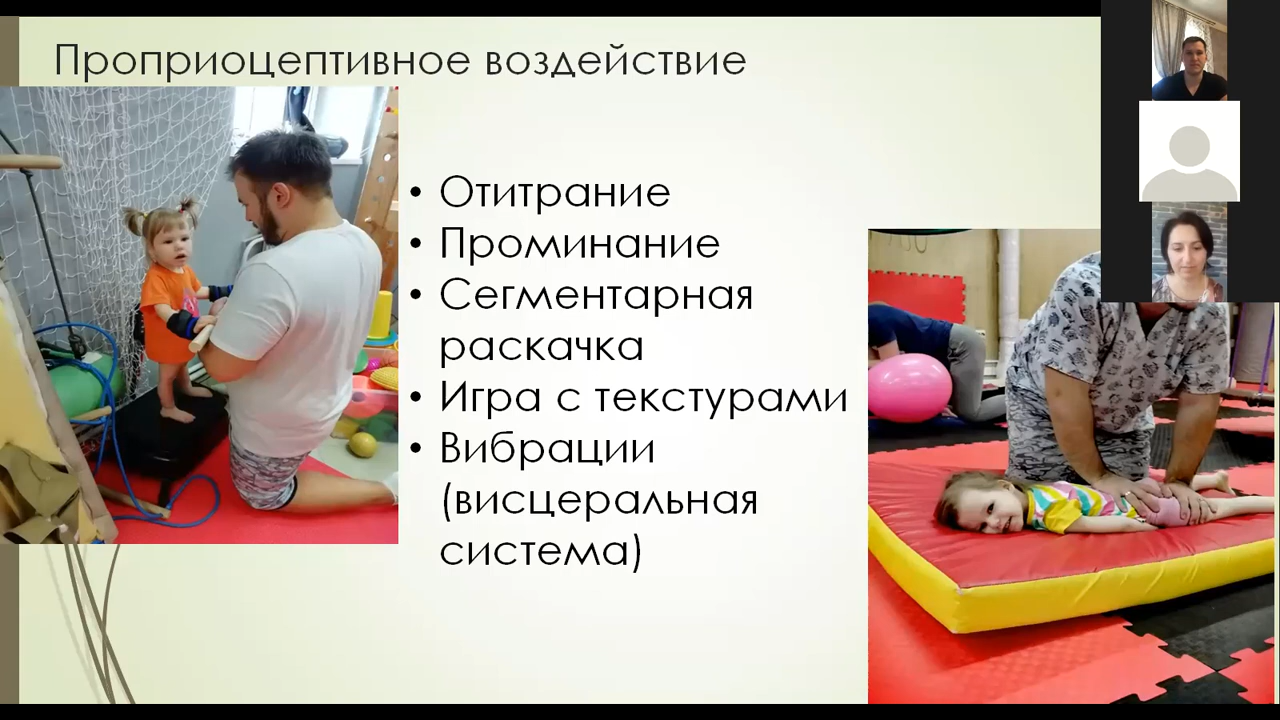 Проприоцептивное воздействие
• Отитрание
• Проминание
• Сегментарная
раскачка
• Игра с текстурами
• Вибрации
(висцеральная
система)